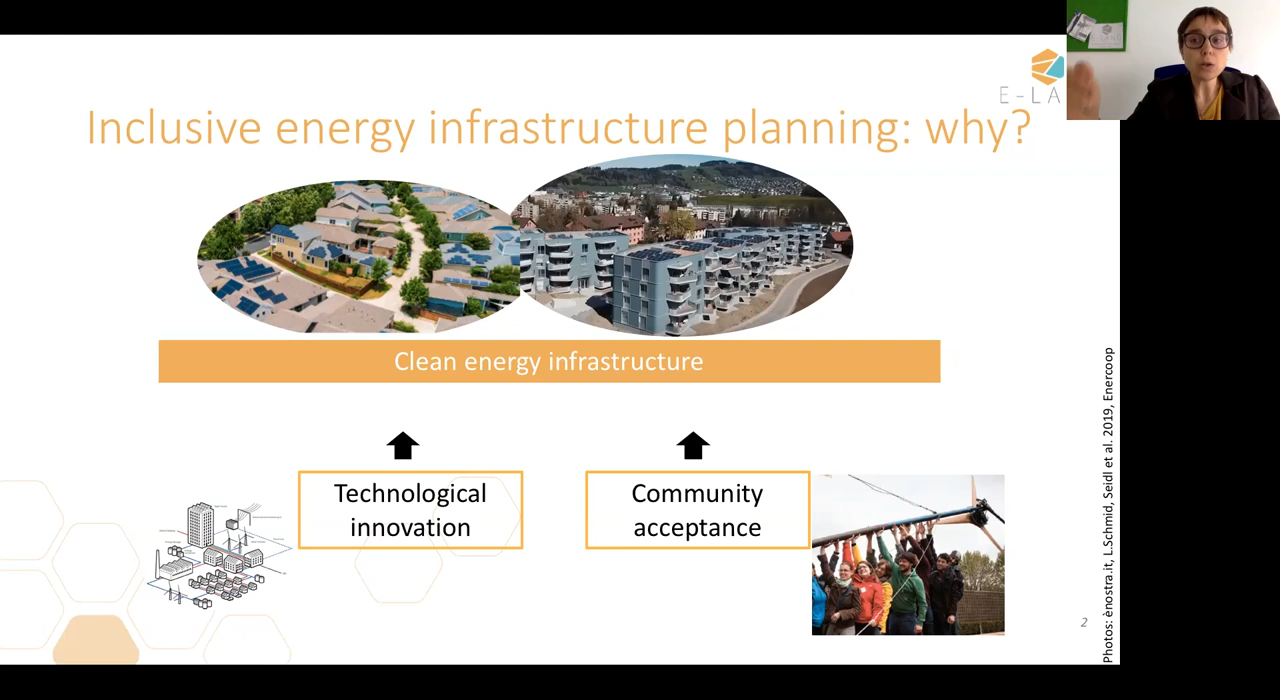 E-LA
Inclusive energy infrastructure planning: why?
Clean energy infrastructure
Technological
innovation
Community
acceptance
2
Photos: ènostra.it, L.Schmid, Seidl et al. 2019, Enercoop